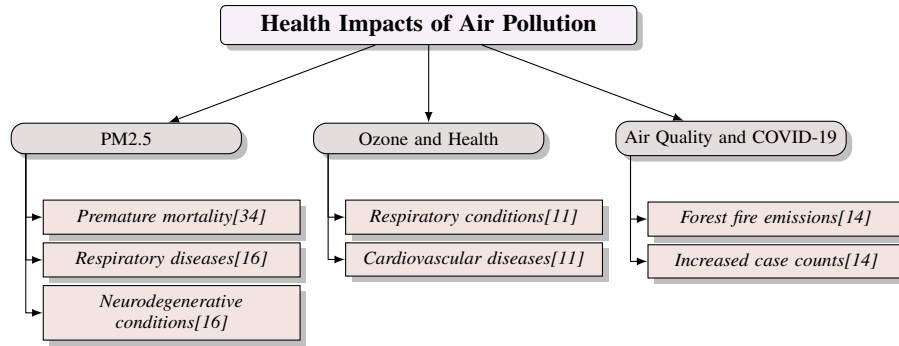 Health Impacts of Air Pollution
PM2.5
Premature mortality[34]
Respiratory diseases[16]
Neurodegenerative
conditions[16]
Ozone and Health
Respiratory conditions[11]
Cardiovascular diseases[11]
Air Quality and COVID-19
Forest fire emissions[14]
Increased case counts[14]